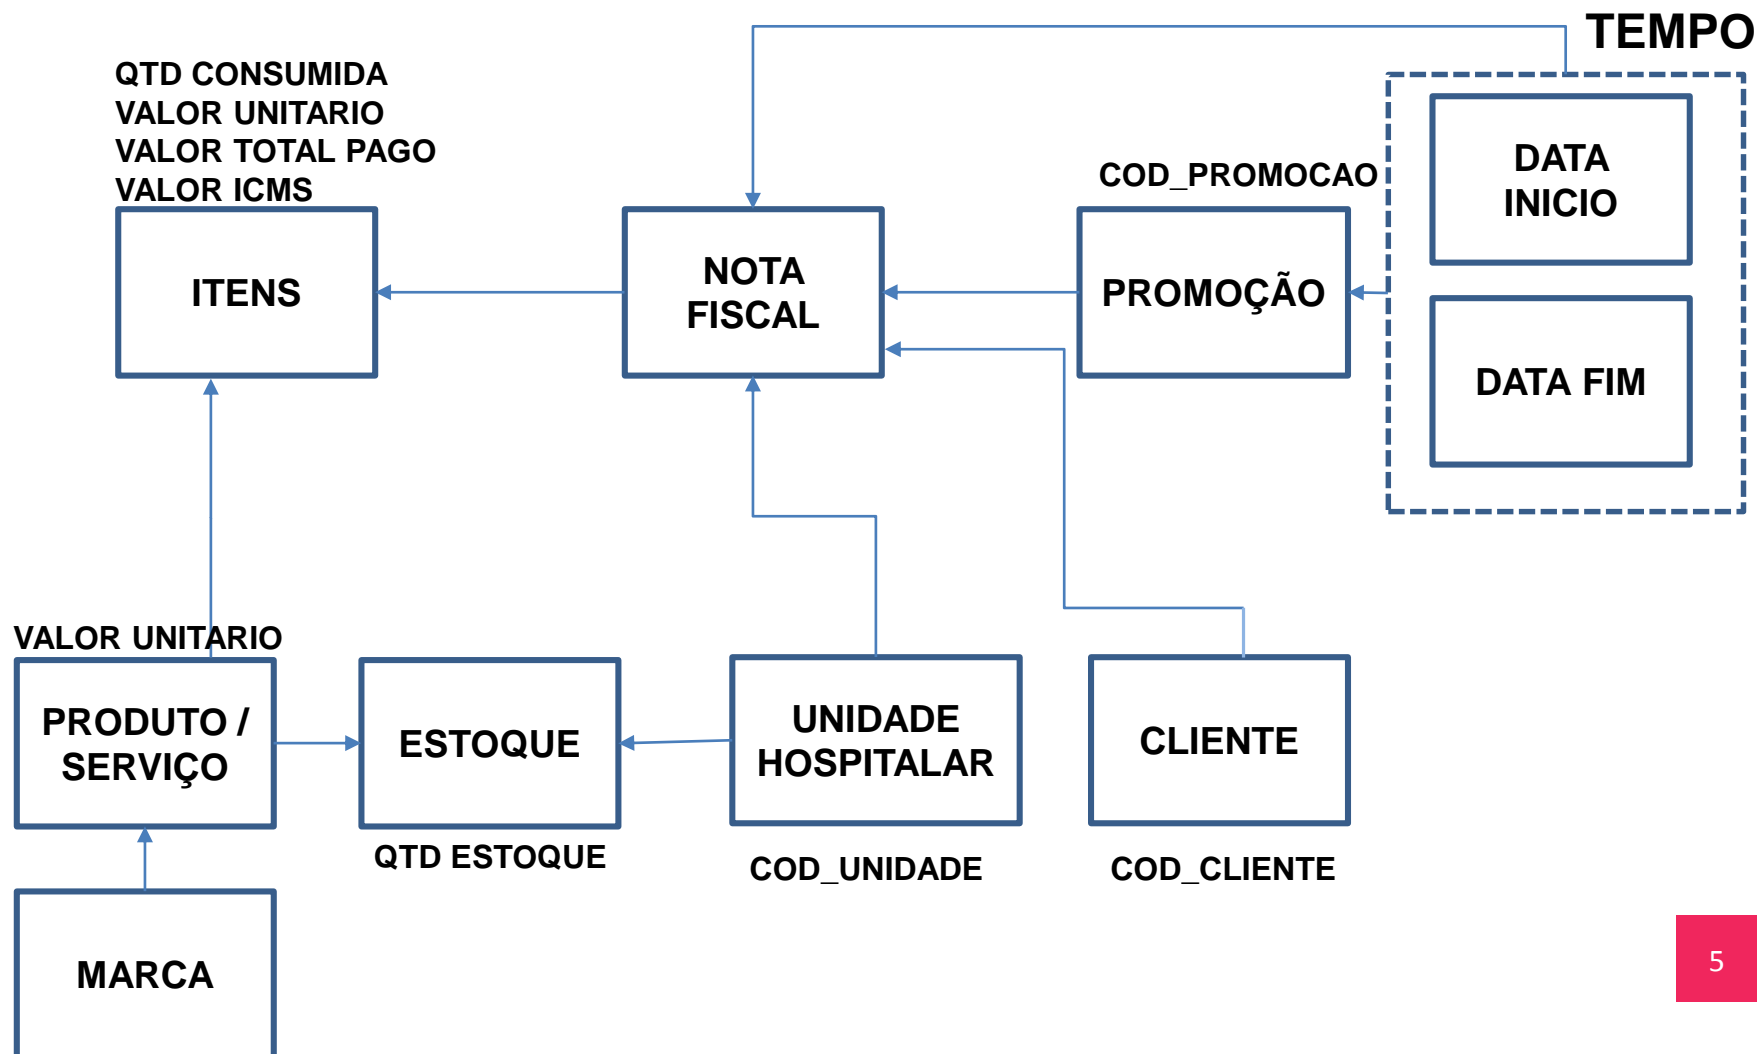 TEMPO
QTD CONSUMIDA
VALOR UNITARIO
VALOR TOTAL PAGO
VALOR ICMS
COD_PROMOCAO
DATA
INICIO
ITENS
NOTA
FISCAL
PROMOÇÃO
DATA FIM
VALOR UNITARIO
PRODUTO /
SERVIÇO
ESTOQUE
UNIDADE
HOSPITALAR
CLIENTE
QTD ESTOQUE
COD_UNIDADE
COD_CLIENTE
MARCA
5